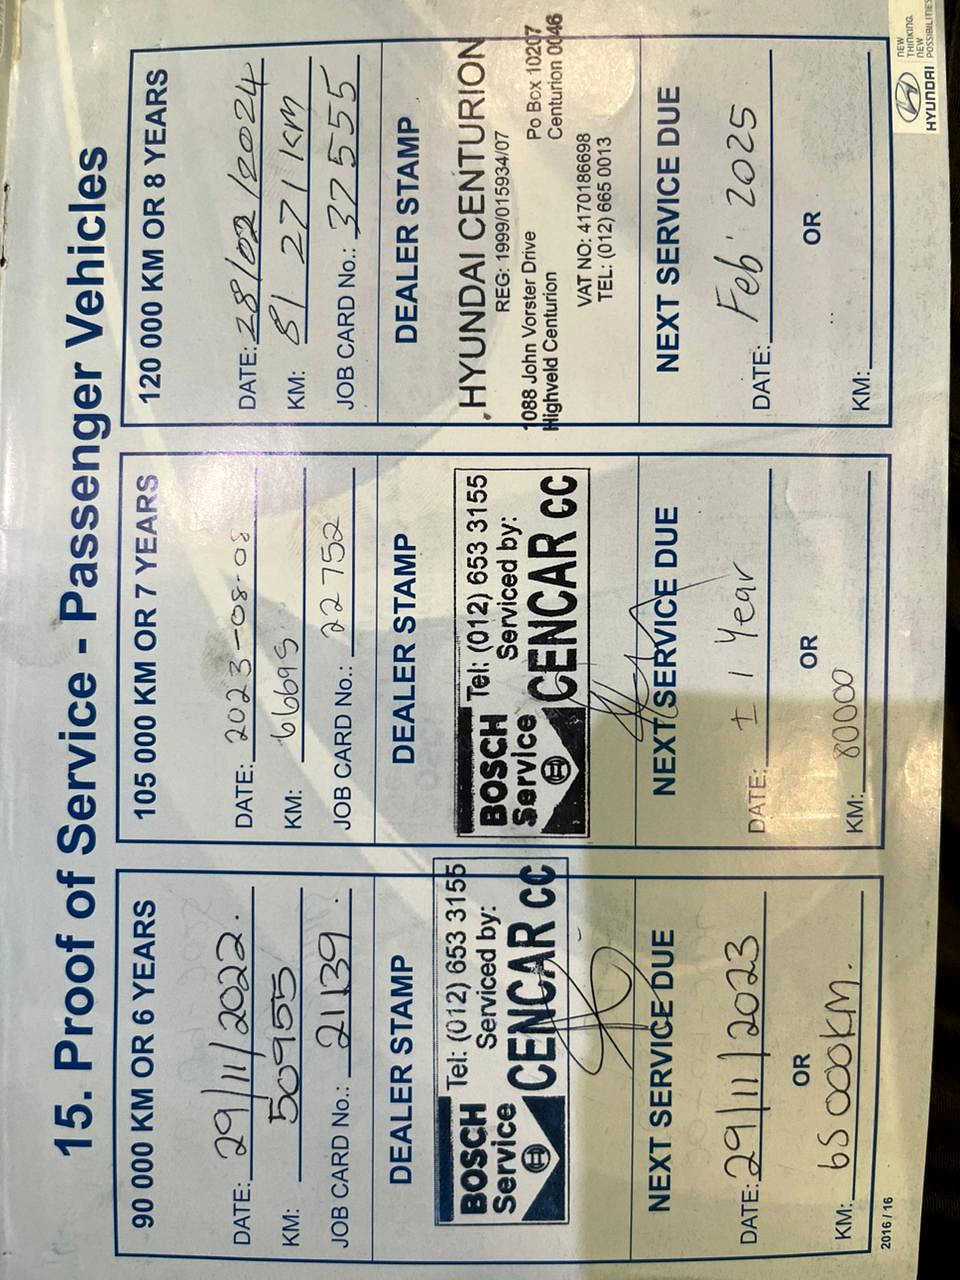 15. Proof of Service - Passenger Vehicles
90 000 KM OR 6 YEARS
DATE: 29/11/2022.
KM: 50955
JOB CARD No.: 21139.
DEALER STAMP
BOSCH
Service
Tel: (012) 653 3155
Serviced by:
CENCAR CC
NEXT SERVICE DUE
DATE: 29/11/2023
OR
KM: 65 000KM.
2016 / 16
105 000 KM OR 7 YEARS
DATE: 2023-08-08
KM: 66695
JOB CARD No.: 22752
DEALER STAMP
BOSCH
Service
Tel: (012) 653 3155
Serviced by:
CENCAR CC
NEXT SERVICE DUE
DATE: ± 1 Year
OR
KM: 80000
120 000 KM OR 8 YEARS
DATE: 28/02/2024
KM: 81 271 KM
JOB CARD No.: 37555
DEALER STAMP
HYUNDAI CENTURION
REG: 1999/015934/07
1088 John Vorster Drive Po Box 10207
Highveld Centurion Centurion 0046
VAT NO: 4170186698
TEL: (012) 665 0013
NEXT SERVICE DUE
DATE: Feb' 2025
OR
KM:
HYUNDAI
NEW
THINKING.
NEW
POSSIBILITIES